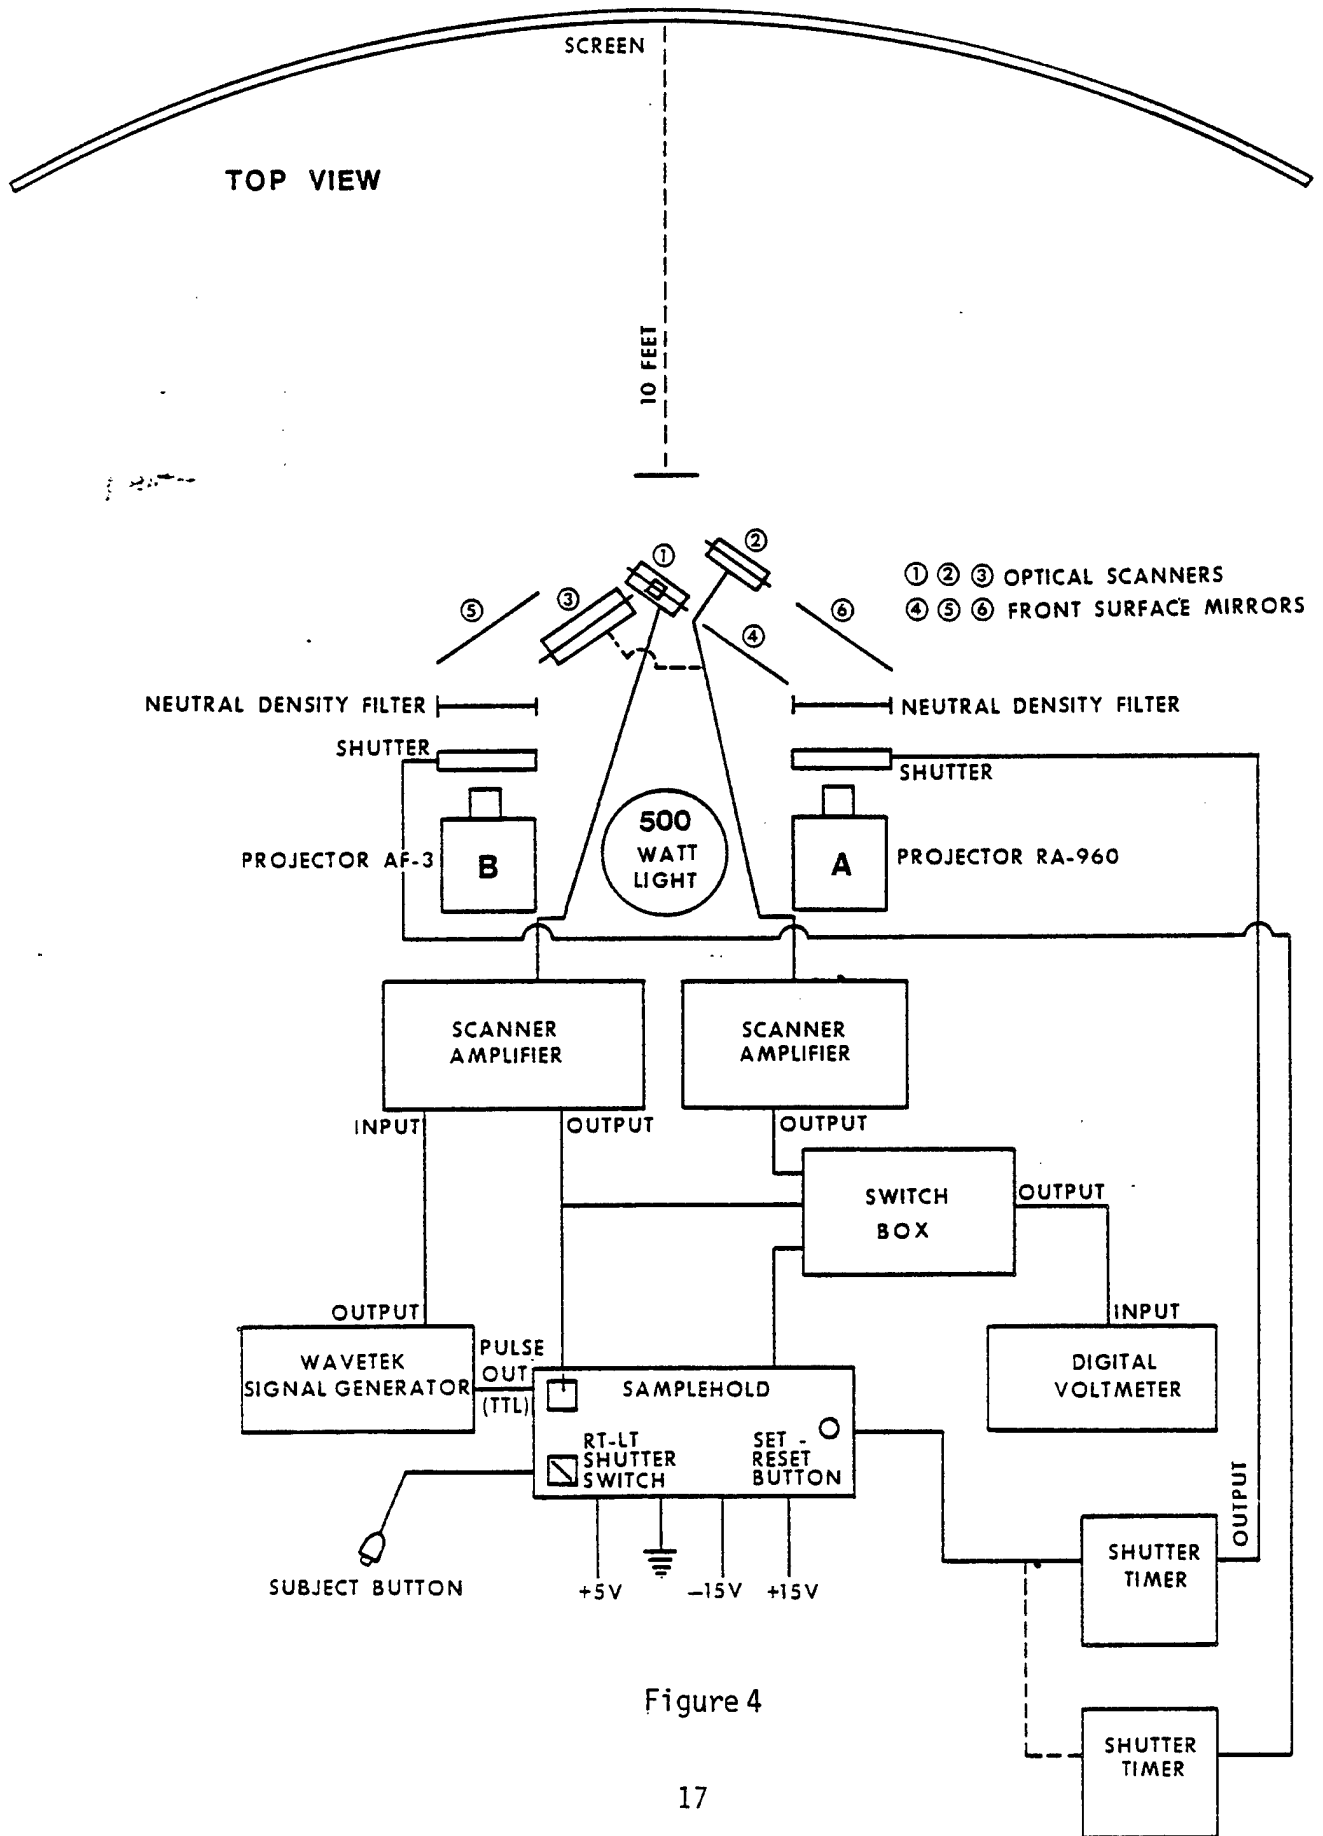 SCREEN
TOP VIEW
10 FEET
①
②
③
④
⑤
⑥
① ② ③ OPTICAL SCANNERS
④ ⑤ ⑥ FRONT SURFACE MIRRORS
NEUTRAL DENSITY FILTER
NEUTRAL DENSITY FILTER
SHUTTER
SHUTTER
500
WATT
LIGHT
PROJECTOR AF-3
B
A
PROJECTOR RA-960
SCANNER
AMPLIFIER
SCANNER
AMPLIFIER
INPUT
OUTPUT
OUTPUT
SWITCH
BOX
OUTPUT
OUTPUT
INPUT
WAVETEK
SIGNAL GENERATOR
PULSE
OUT
(TTL)
SAMPLEHOLD
DIGITAL
VOLTMETER
RT-LT
SHUTTER
SWITCH
SET -
RESET
BUTTON
OUTPUT
SUBJECT BUTTON
+5V
-15V
+15V
SHUTTER
TIMER
SHUTTER
TIMER
Figure 4
17